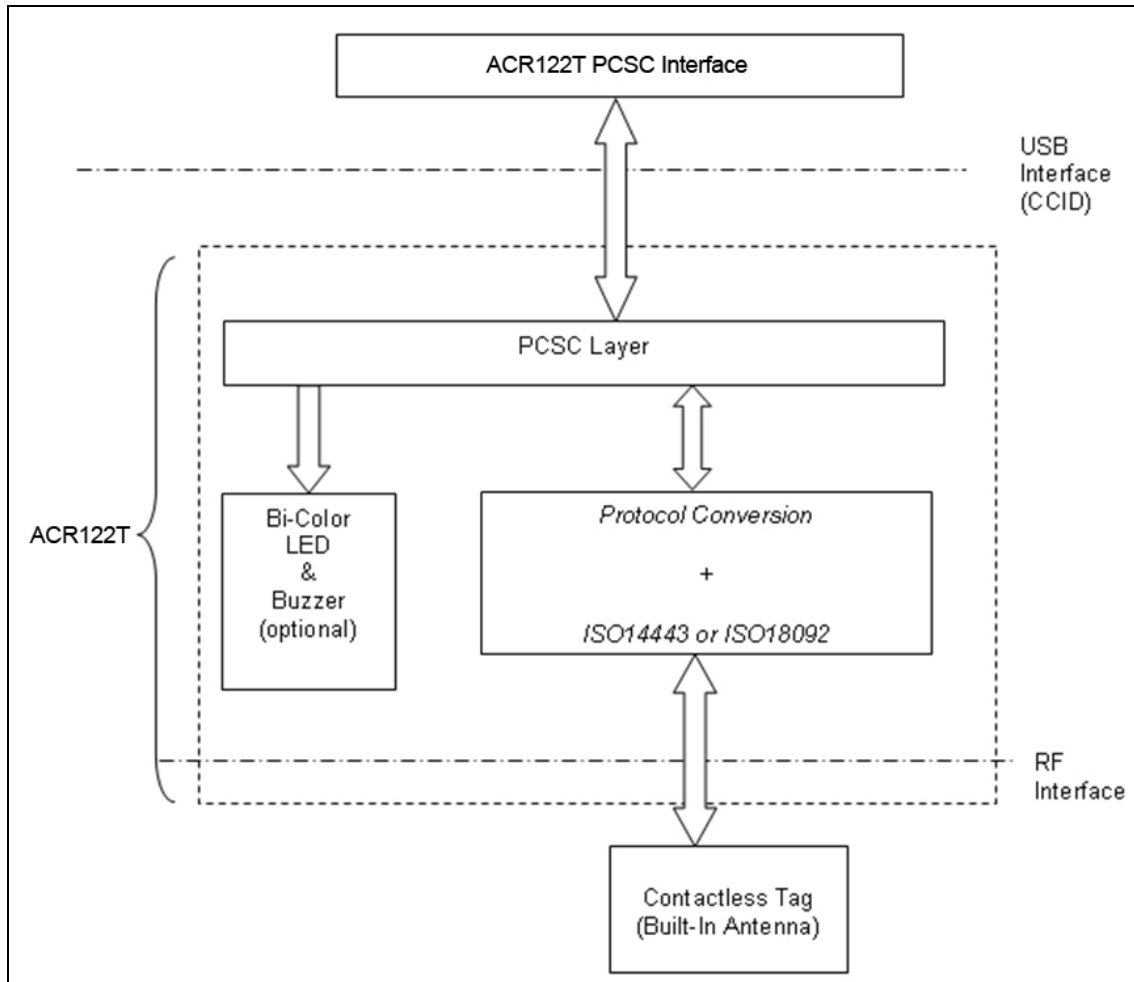 ACR122T PCSC Interface
USB
Interface
(CCID)
PCSC Layer
ACR122T
Bi-Color
LED
&
Buzzer
(optional)
Protocol Conversion
+
ISO14443 or ISO18092
RF
Interface
Contactless Tag
(Built-In Antenna)